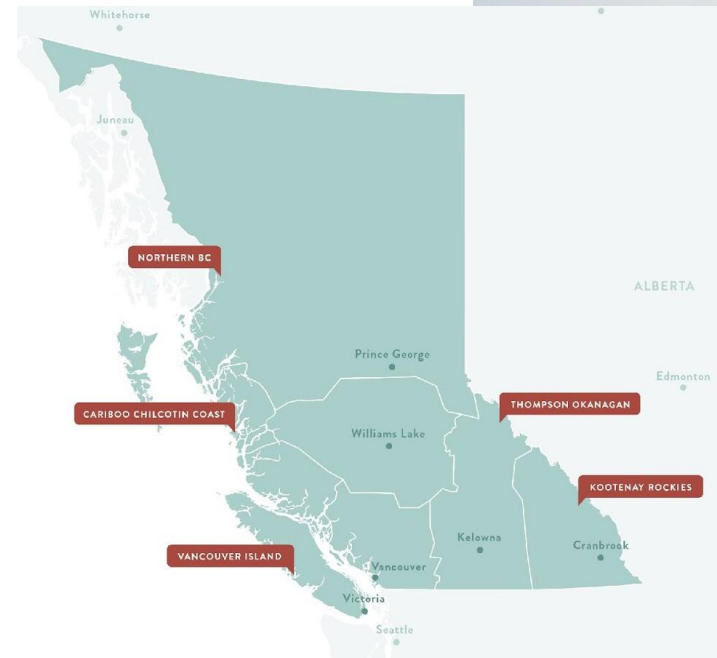 Whitehorse
Juneau
NORTHERN BC
ALBERTA
Prince George
Edmonton
THOMPSON OKANAGAN
CARIBOO CHILCOTIN COAST
Williams Lake
KOOTENAY ROCKIES
Kelowna
Cranbrook
VANCOUVER ISLAND
Vancouver
Victoria
Seattle